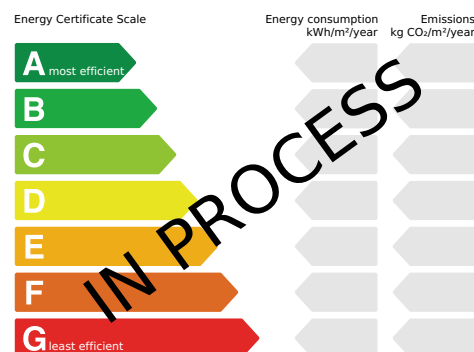 Energy Certificate Scale
Energy consumption
kWh/m²/year
Emissions
kg CO₂/m²/year
A most efficient
B
C
D
E
F
G least efficient
IN PROCESS